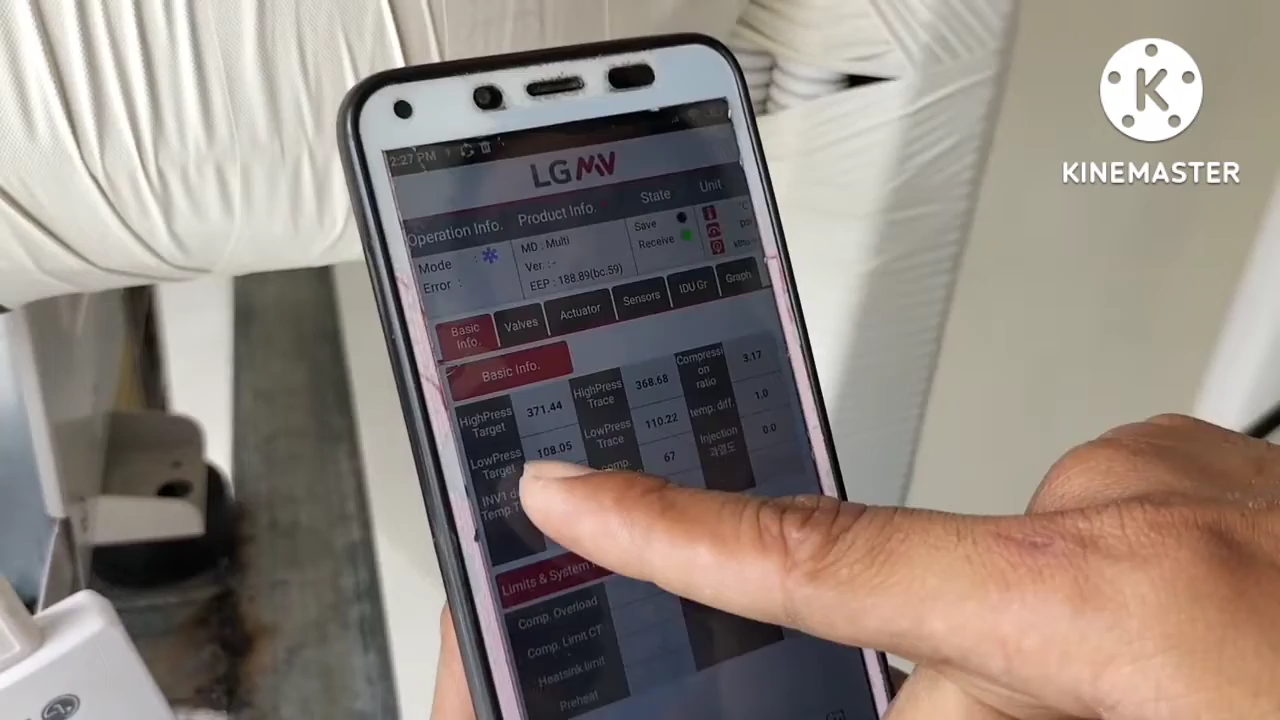 K
KINEMASTER
2:27 PM
LG MV
Operation Info. Product Info. State Unit
Mode :
Error :
MD : Multi
Ver. : -
EEP : 188.89(bc.59)
Save
Receive
°C
Basic Info. Valves Actuator Sensors IDU Gr Graph
Basic Info.
HighPress Target 371.44 HighPress Trace 368.68 Compression ratio 3.17
LowPress Target 108.05 LowPress Trace 110.22 temp. diff. 1.0
INV1 comp. 67 Injection 과열도 0.0
Temp.
Limits & System
Comp. Overload
Comp. Limit CT
Heatsink limit
Preheat